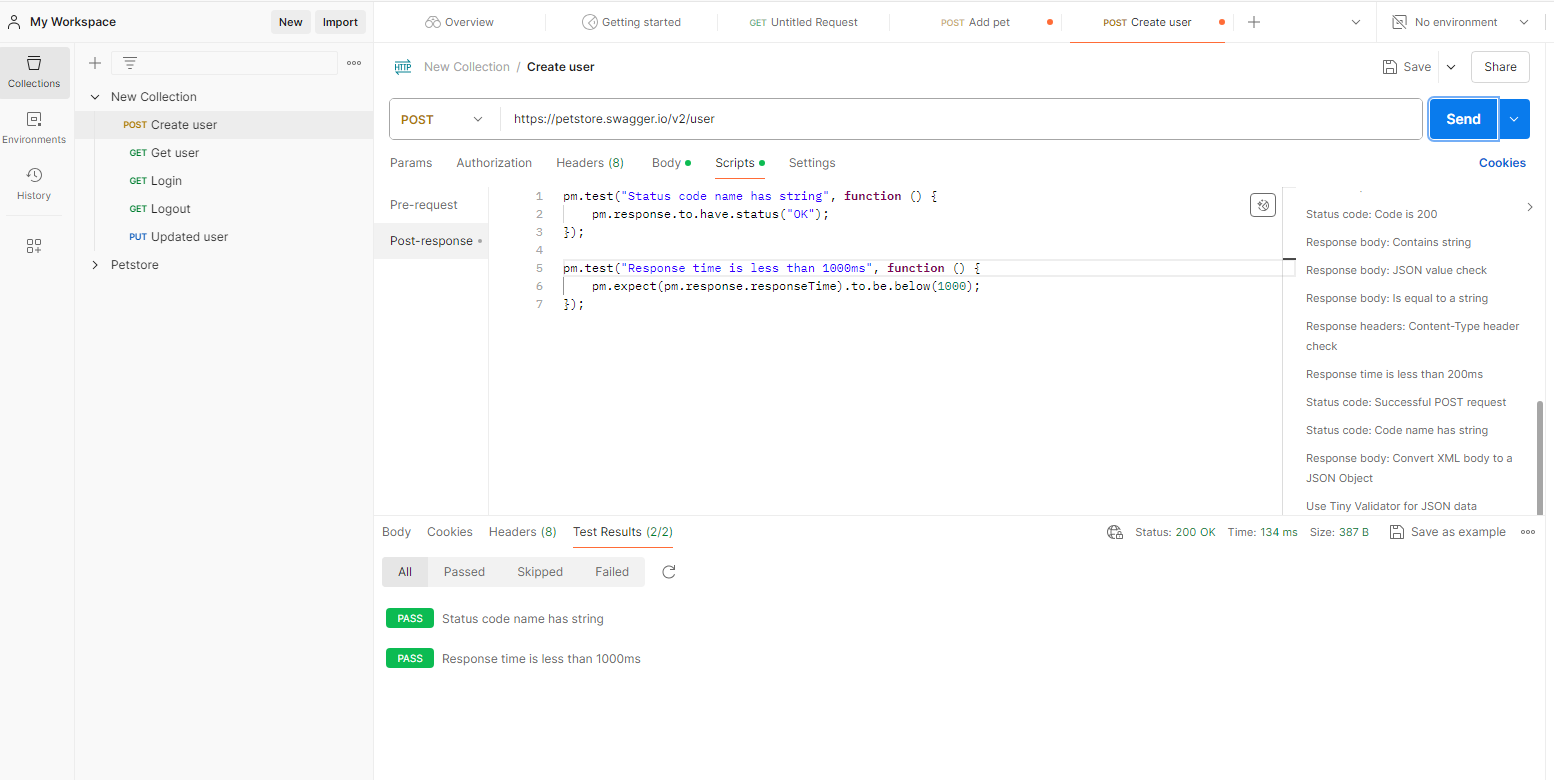 My Workspace
New
Import
Overview
Getting started
GET Untitled Request
POST Add pet
POST Create user
No environment
Collections
Environments
History
New Collection
POST Create user
GET Get user
GET Login
GET Logout
PUT Updated user
Petstore
HTTP
New Collection / Create user
Save
Share
POST
https://petstore.swagger.io/v2/user
Send
Params
Authorization
Headers (8)
Body
Scripts
Settings
Cookies
Pre-request
Post-response
1 pm.test("Status code name has string", function () {
2 pm.response.to.have.status("OK");
3 });
4
5 pm.test("Response time is less than 1000ms", function () {
6 pm.expect(pm.response.responseTime).to.be.below(1000);
7 });
Status code: Code is 200
Response body: Contains string
Response body: JSON value check
Response body: Is equal to a string
Response headers: Content-Type header
check
Response time is less than 200ms
Status code: Successful POST request
Status code: Code name has string
Response body: Convert XML body to a
JSON Object
Use Tiny Validator for JSON data
Body
Cookies
Headers (8)
Test Results (2/2)
Status: 200 OK
Time: 134 ms
Size: 387 B
Save as example
All
Passed
Skipped
Failed
PASS Status code name has string
PASS Response time is less than 1000ms